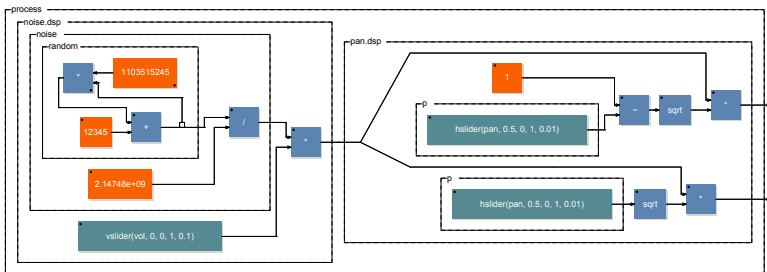 process
noise.dsp
noise
random
*
1103515245
12345
+
2.14748e+09
/
*
vslider(vol, 0, 0, 1, 0.1)
pan.dsp
1
p
hslider(pan, 0.5, 0, 1, 0.01)
-
sqrt
*
p
hslider(pan, 0.5, 0, 1, 0.01)
sqrt
*